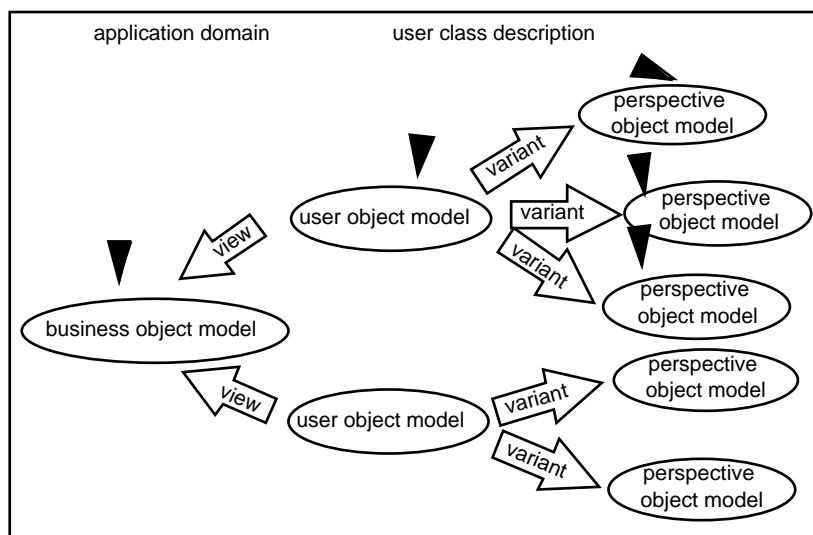 application domain
user class description
perspective
object model
variant
user object model
variant
perspective
object model
view
variant
business object model
perspective
object model
view
user object model
variant
perspective
object model
variant
perspective
object model